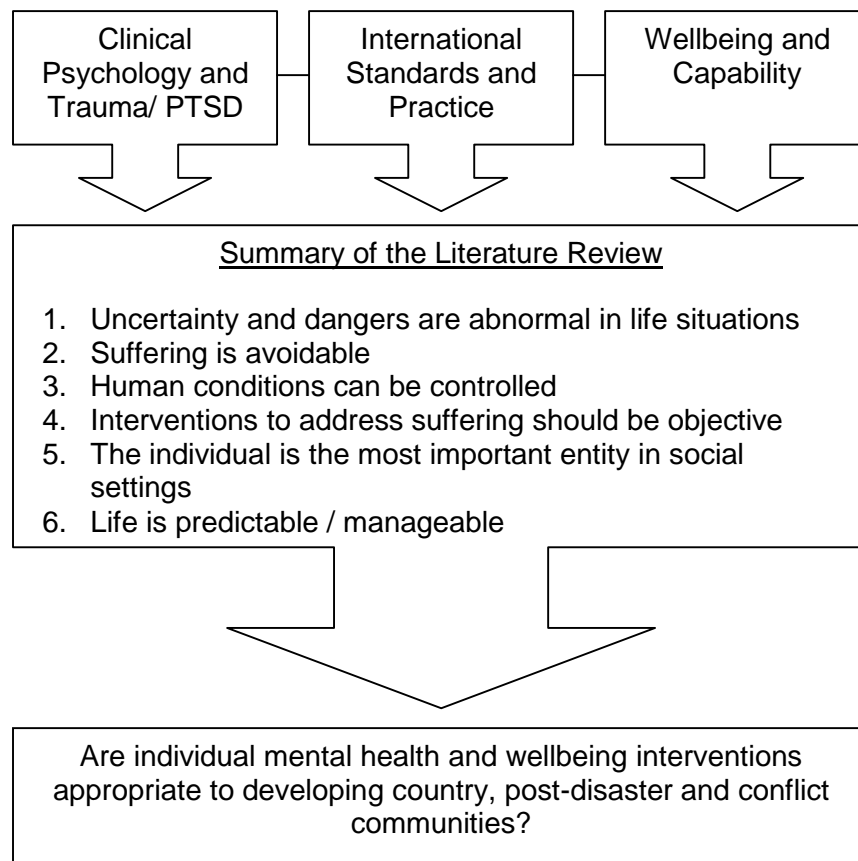 Clinical
Psychology and
Trauma/ PTSD
International
Standards and
Practice
Wellbeing and
Capability
Summary of the Literature Review
1. Uncertainty and dangers are abnormal in life situations
2. Suffering is avoidable
3. Human conditions can be controlled
4. Interventions to address suffering should be objective
5. The individual is the most important entity in social
settings
6. Life is predictable / manageable
Are individual mental health and wellbeing interventions
appropriate to developing country, post-disaster and conflict
communities?